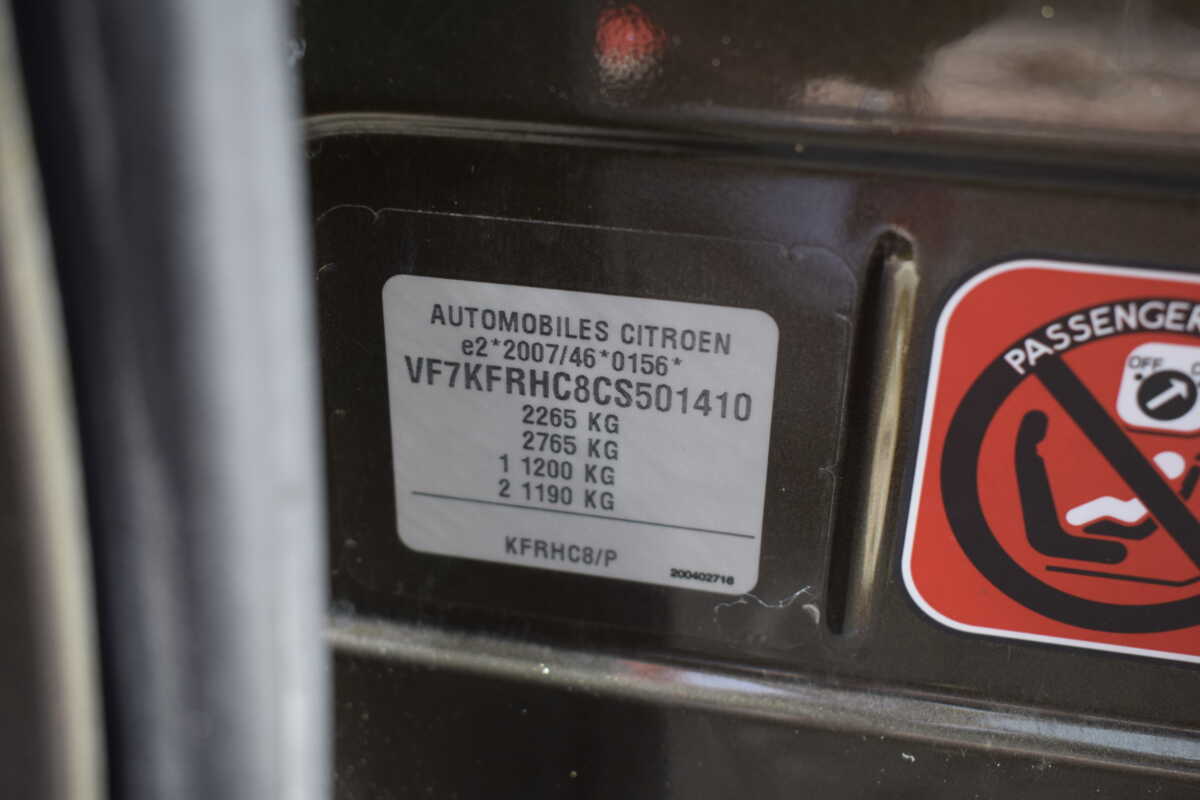 AUTOMOBILES CITROEN
e2*2007/46*0156*
VF7KFRHC8CS501410
2265 KG
2765 KG
1 1200 KG
2 1190 KG
KFRHC8/P
200402716
PASSENGER
OFF